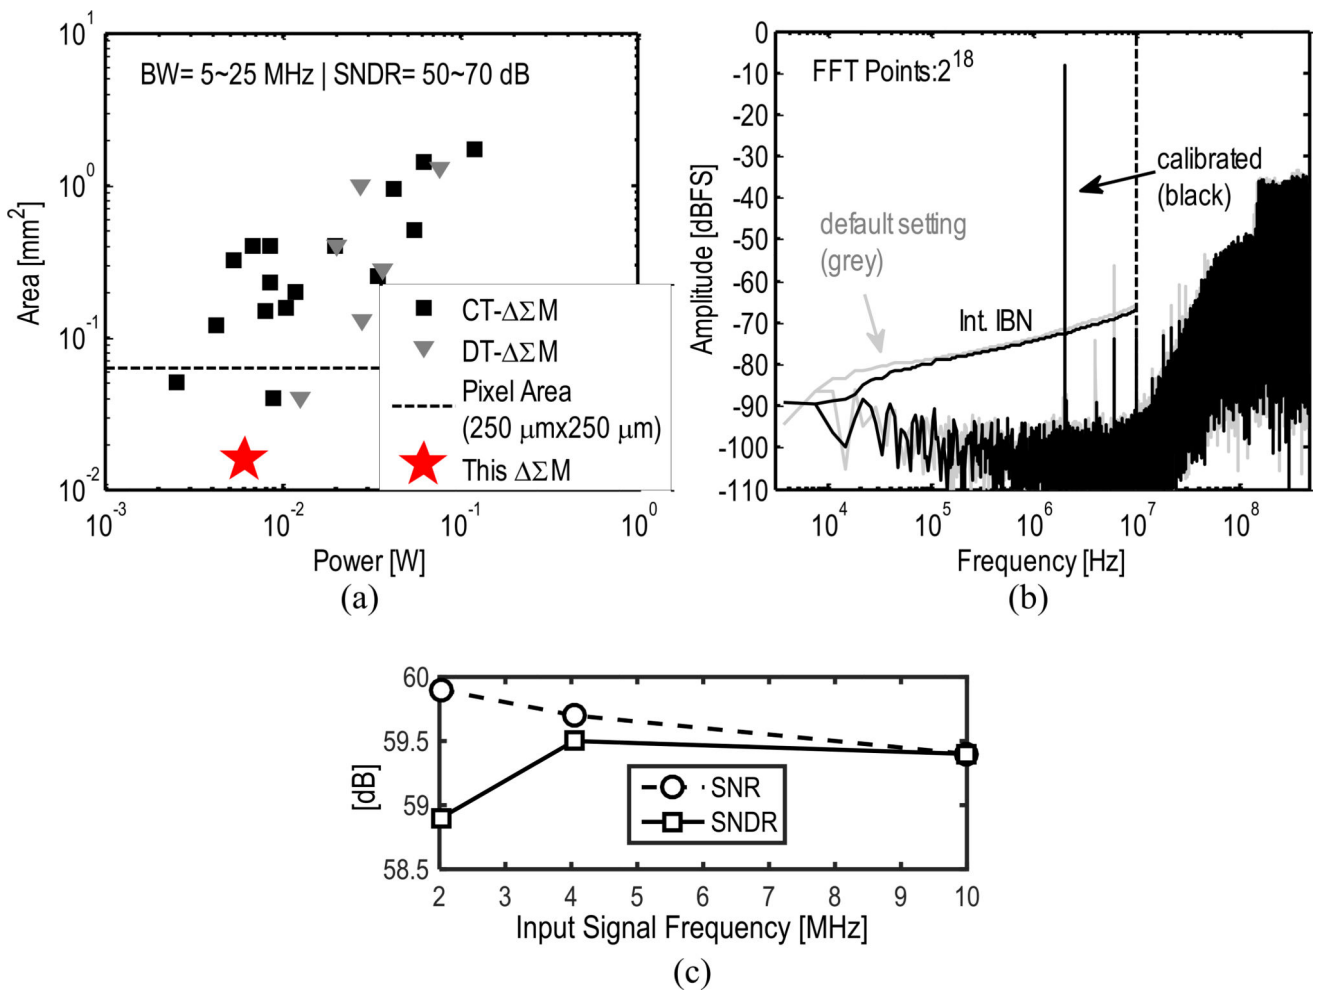 10^1
BW= 5~25 MHz | SNDR= 50~70 dB
10^0
Area [mm^2]
10^-1
10^-2
CT-ΔΣM
DT-ΔΣM
Pixel Area
(250 μmx250 μm)
This ΔΣM
10^-3 10^-2 10^-1 10^0
Power [W]
(a)
0
-10
-20
-30
-40
-50
-60
-70
-80
-90
-100
-110
Amplitude [dBFS]
FFT Points:2^18
calibrated
(black)
default setting
(grey)
Int. IBN
10^4 10^5 10^6 10^7 10^8
Frequency [Hz]
(b)
60
59.5
59
58.5
[dB]
SNR
SNDR
2 3 4 5 6 7 8 9 10
Input Signal Frequency [MHz]
(c)